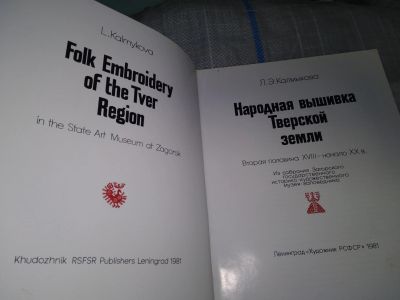 L. Kalmykova
Folk Embroidery
of the Tver
Region
in the State Art Museum of Zagorsk
Khudozhnik RSFSR Publishers Leningrad 1981
Л.Э.Калмыкова
Народная вышивка
Тверской
земли
Вторая половина XVIII – начало XX в.
Из собрания Загорского
государственного
историко-художественного
музея-заповедника
Ленинград «Художник РСФСР» 1981